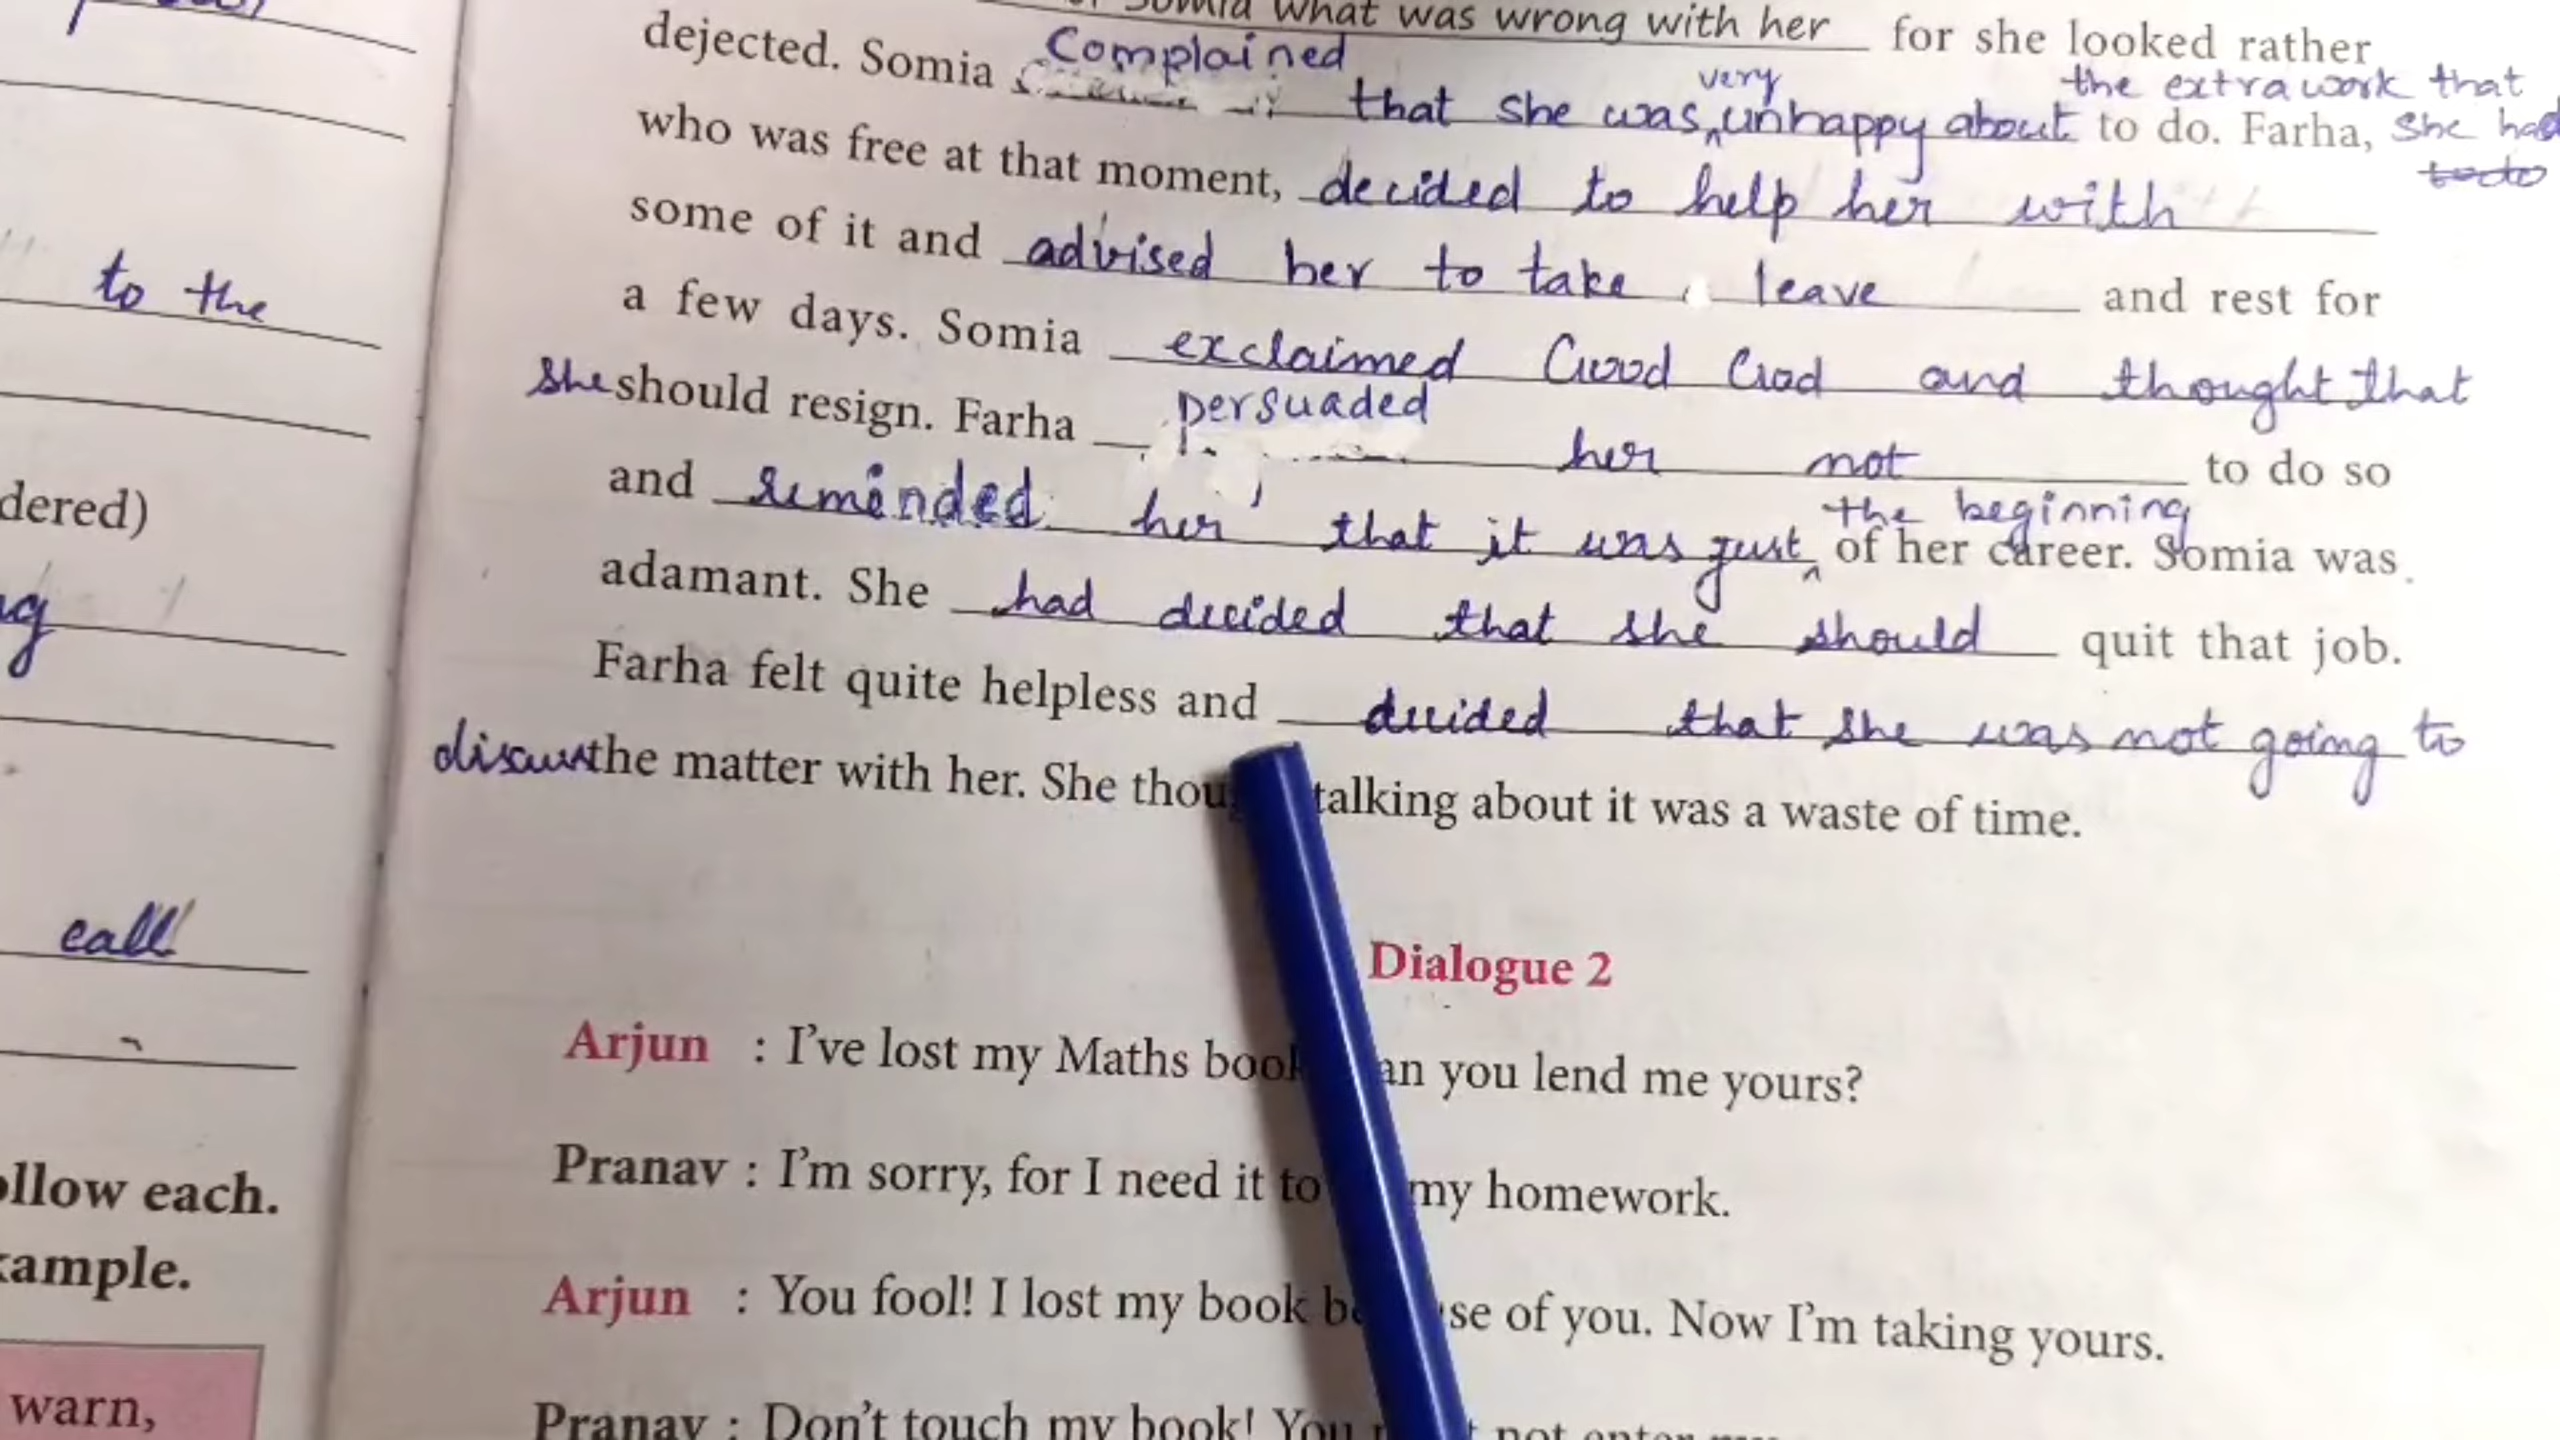 Somia what was wrong with her for she looked rather
dejected. Somia Complained that she was very unhappy about the extra work that she had to do. Farha,
who was free at that moment, decided to help her with
some of it and advised her to take leave and rest for
a few days. Somia exclaimed Good God and thought that
she should resign. Farha persuaded her not to do so
and reminded her that it was just the beginning of her career. Somia was
adamant. She had decided that she should quit that job.
Farha felt quite helpless and decided that she was not going to
discuss the matter with her. She talking about it was a waste of time.
Dialogue 2
Arjun : I've lost my Maths you lend me yours?
Pranav : I'm sorry, for I need it to my homework.
Arjun : You fool! I lost my book of you. Now I'm taking yours.
Pranav : Don't touch my book! You not
to the
dered)
call
ollow each.
xample.
warn,